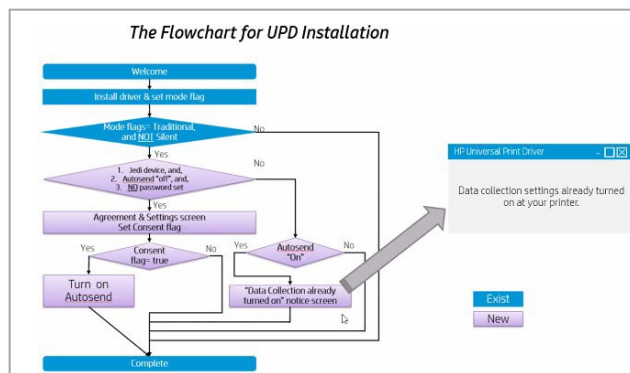 The Flowchart for UPD Installation
Welcome
Install driver & set mode flag
Mode flags= Traditional,
and NOT Silent
No
Yes
No
1. Jedi device, and,
2. Autosend "off", and,
3. NO password set
Yes
Agreement & Settings screen
Set Consent flag
Yes
Consent
flag= true
No
Yes
Autosend
"On"
No
Turn on
Autosend
"Data Collection already
turned on" notice screen
Complete
HP Universal Print Driver
Data collection settings already turned
on at your printer.
Exist
New